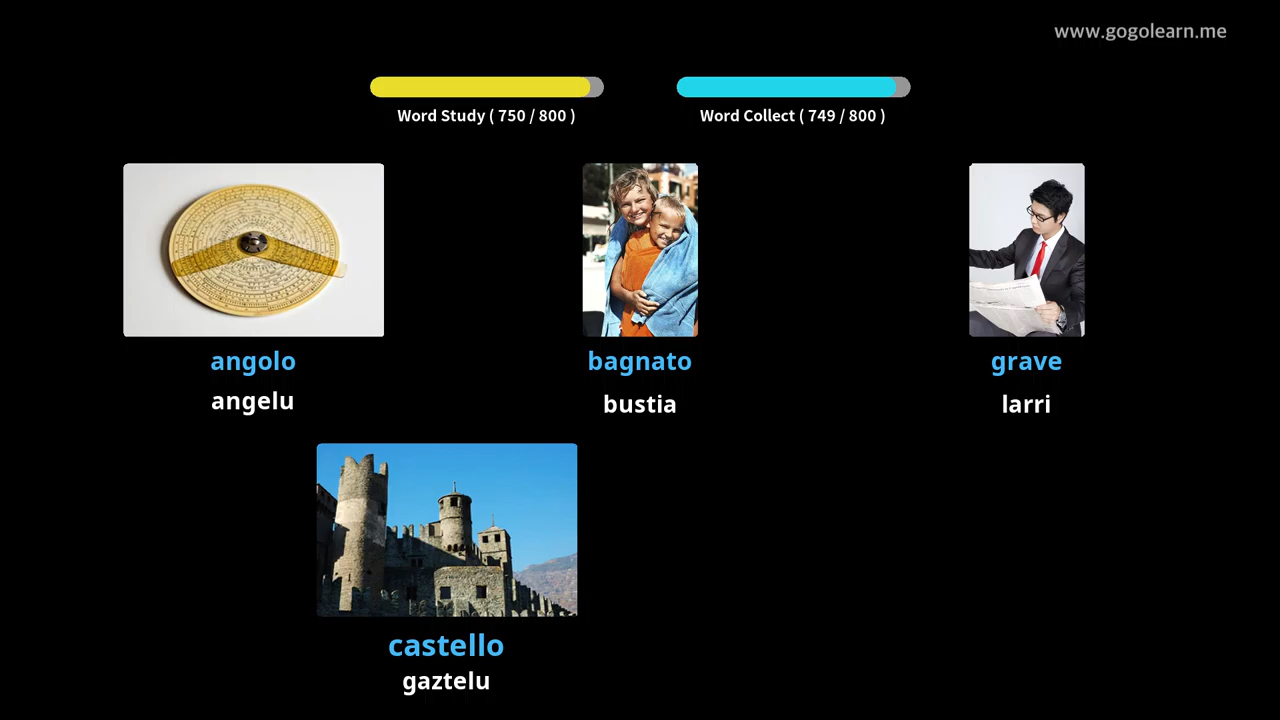 www.gogolearn.me
Word Study ( 750 / 800 )
Word Collect ( 749 / 800 )
angolo
angelu
bagnato
bustia
grave
larri
castello
gaztelu